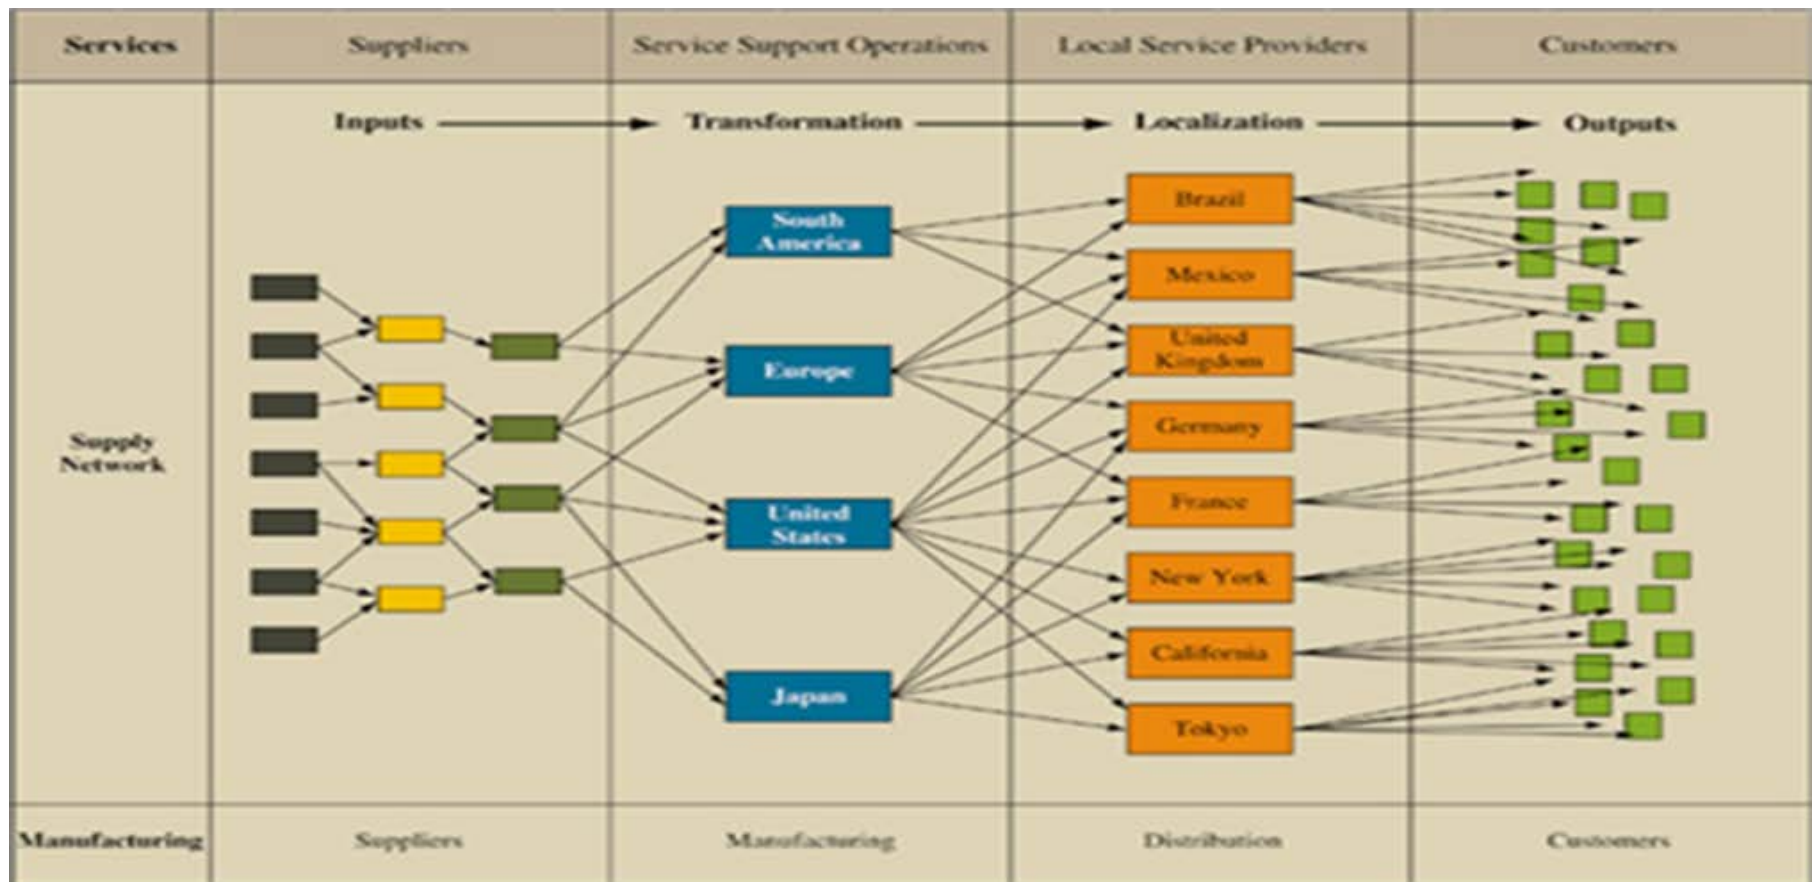 Services
Suppliers
Service Support Operations
Local Service Providers
Customers
Inputs
Transformation
Localization
Outputs
Supply
Network
South
America
Europe
United
States
Japan
Brazil
Mexico
United
Kingdom
Germany
France
New York
California
Tokyo
Manufacturing
Suppliers
Manufacturing
Distribution
Customers